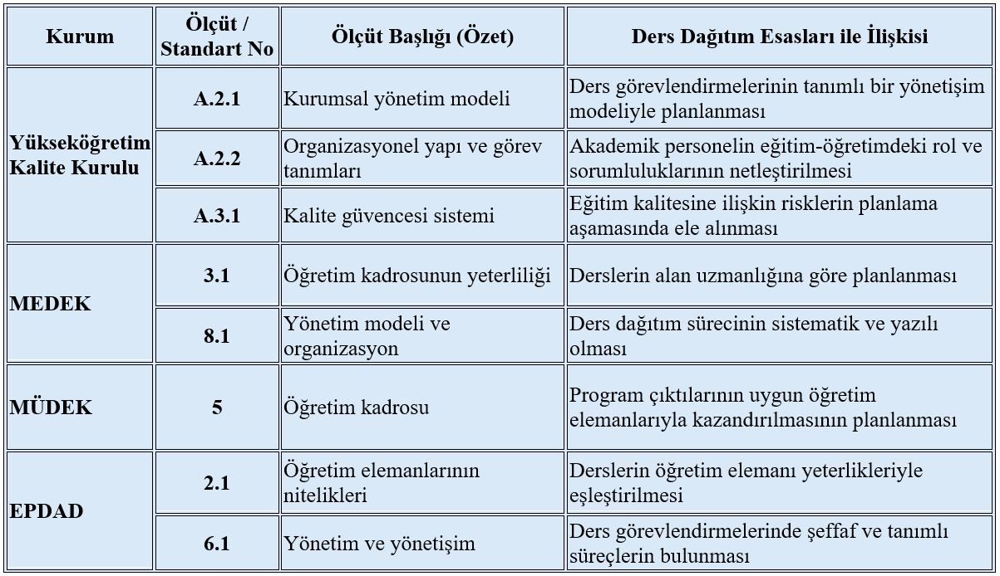 Kurum
Ölçüt /
Standart No
Ölçüt Başlığı (Özet)
Ders Dağıtım Esasları ile İlişkisi
Yükseköğretim
Kalite Kurulu
A.2.1
Kurumsal yönetim modeli
Ders görevlendirmelerinin tanımlı bir yönetişim
modeliyle planlanması
A.2.2
Organizasyonel yapı ve görev
tanımları
Akademik personelin eğitim-öğretimdeki rol ve
sorumluluklarının netleştirilmesi
A.3.1
Kalite güvencesi sistemi
Eğitim kalitesine ilişkin risklerin planlama
aşamasında ele alınması
MEDEK
3.1
Öğretim kadrosunun yeterliliği
Derslerin alan uzmanlığına göre planlanması
8.1
Yönetim modeli ve
organizasyon
Ders dağıtım sürecinin sistematik ve yazılı
olması
MÜDEK
5
Öğretim kadrosu
Program çıktılarının uygun öğretim
elemanlarıyla kazandırılmasının planlanması
EPDAD
2.1
Öğretim elemanlarının
nitelikleri
Derslerin öğretim elemanı yeterlikleriyle
eşleştirilmesi
6.1
Yönetim ve yönetişim
Ders görevlendirmelerinde şeffaf ve tanımlı
süreçlerin bulunması